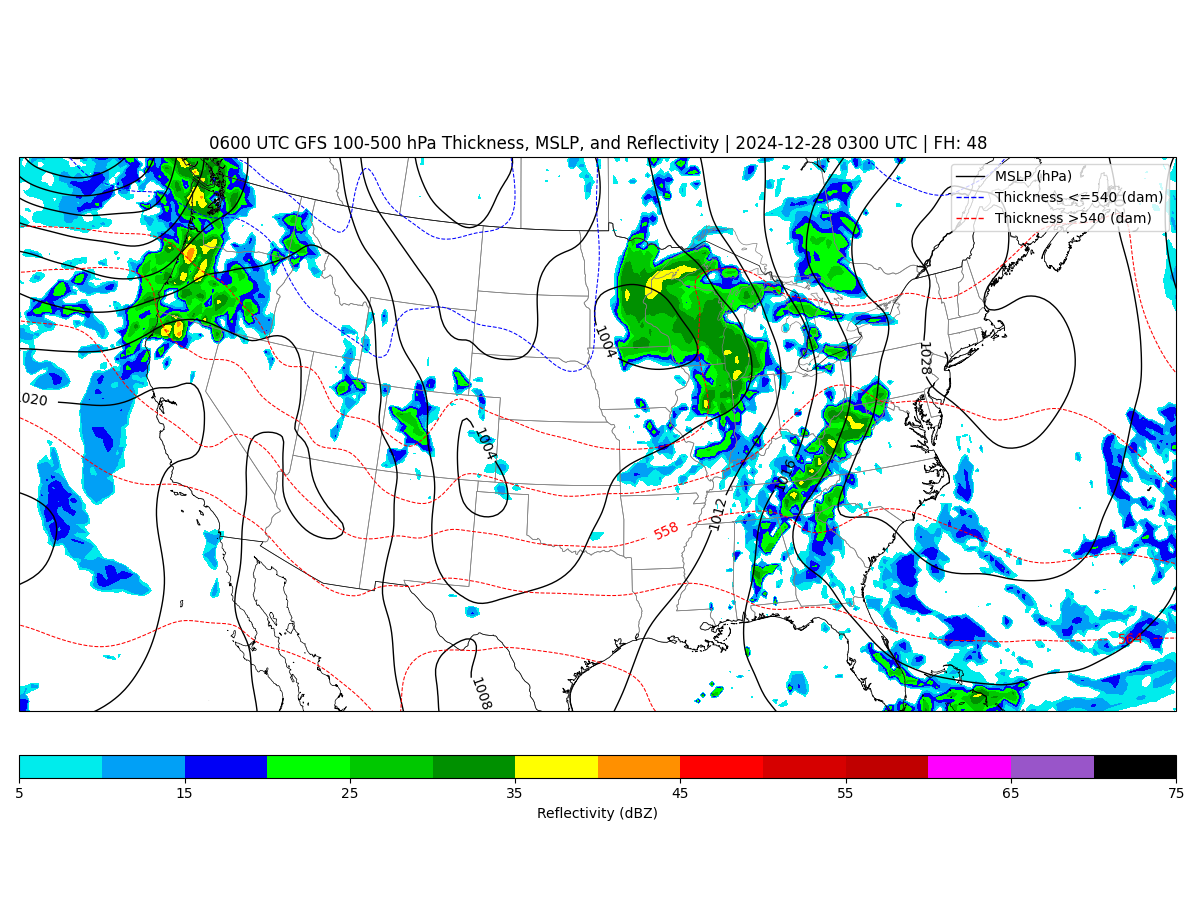 0600 UTC GFS 100-500 hPa Thickness, MSLP, and Reflectivity | 2024-12-28 0300 UTC | FH: 48
MSLP (hPa)
Thickness <=540 (dam)
Thickness >540 (dam)
1004
1028
1020
1004
1016
1012
558
564
1008
5 15 25 35 45 55 65 75
Reflectivity (dBZ)